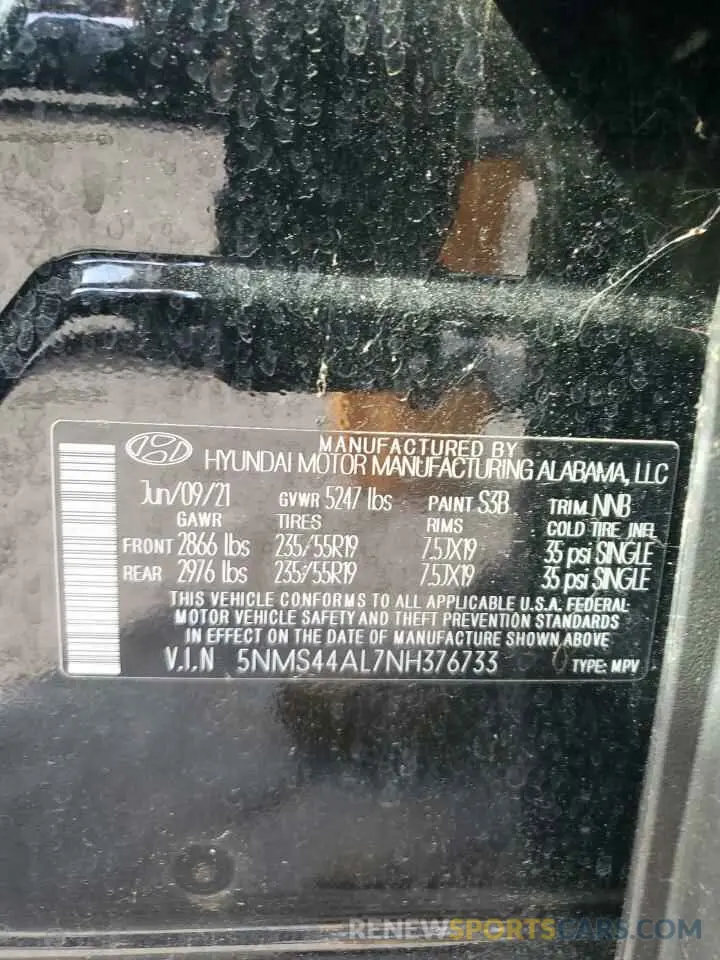 MANUFACTURED BY
HYUNDAI MOTOR MANUFACTURING ALABAMA, LLC
Jun/09/21 GVWR 5247 lbs PAINT S3B TRIM NNB
GAWR TIRES RIMS COLD TIRE INFL
FRONT 2866 lbs 235/55R19 7.5JX19 35 psi SINGLE
REAR 2976 lbs 235/55R19 7.5JX19 35 psi SINGLE
THIS VEHICLE CONFORMS TO ALL APPLICABLE U.S.A. FEDERAL
MOTOR VEHICLE SAFETY AND THEFT PREVENTION STANDARDS
IN EFFECT ON THE DATE OF MANUFACTURE SHOWN ABOVE
V.I.N 5NMS44AL7NH376733 0 TYPE: MPV
RENEWSPORTSCARS.COM